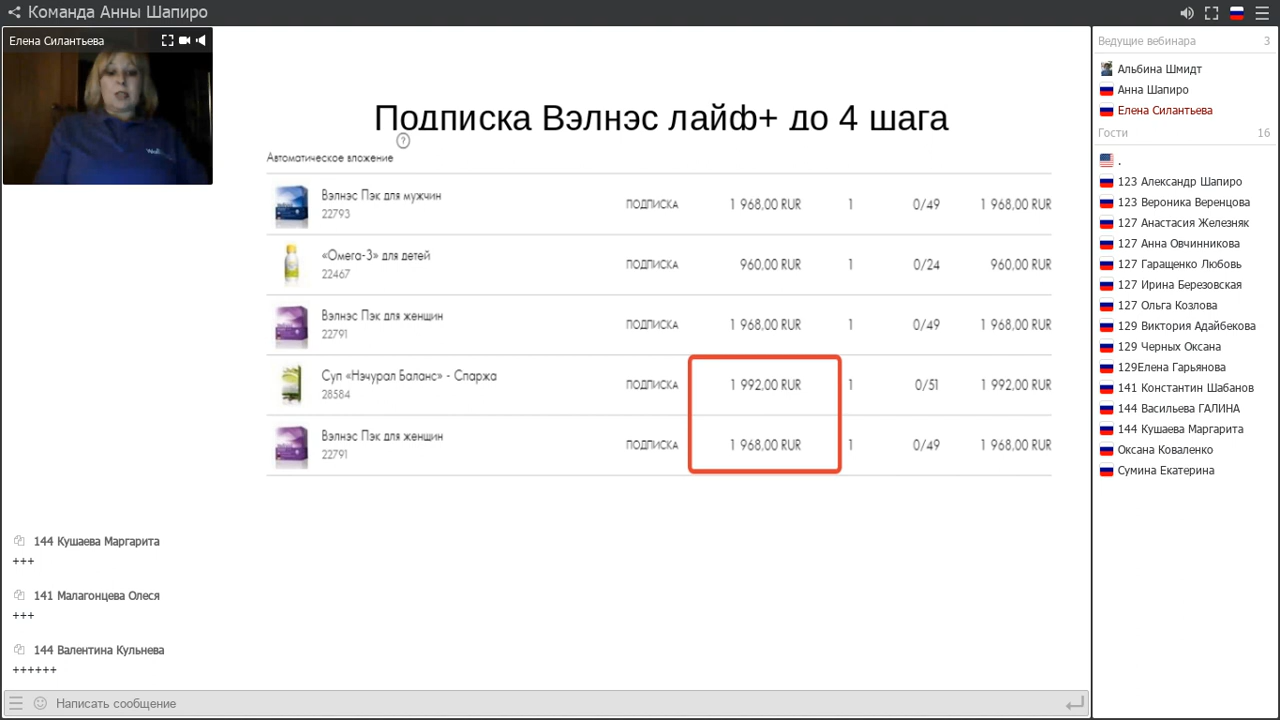 Команда Анны Шапиро
Елена Силантьева
Подписка Вэлнэс лайф+ до 4 шага
?
Автоматическое вложение
Вэлнэс Пэк для мужчин
22793
ПОДПИСКА 1 968,00 RUR 1 0/49 1 968,00 RUR
«Омега-3» для детей
22467
ПОДПИСКА 960,00 RUR 1 0/24 960,00 RUR
Вэлнэс Пэк для женщин
22791
ПОДПИСКА 1 968,00 RUR 1 0/49 1 968,00 RUR
Суп «Нэчурал Баланс» - Спаржа
28584
ПОДПИСКА 1 992,00 RUR 1 0/51 1 992,00 RUR
Вэлнэс Пэк для женщин
22791
ПОДПИСКА 1 968,00 RUR 1 0/49 1 968,00 RUR
144 Кушаева Маргарита
+++
141 Малагонцева Олеся
+++
144 Валентина Кульнева
++++++
Написать сообщение
Ведущие вебинара 3
Альбина Шмидт
Анна Шапиро
Елена Силантьева
Гости 16
.
123 Александр Шапиро
123 Вероника Веренцова
127 Анастасия Железняк
127 Анна Овчинникова
127 Гаращенко Любовь
127 Ирина Березовская
127 Ольга Козлова
129 Виктория Адайбекова
129 Черных Оксана
129Елена Гарьянова
141 Константин Шабанов
144 Васильева ГАЛИНА
144 Кушаева Маргарита
Оксана Коваленко
Сумина Екатерина